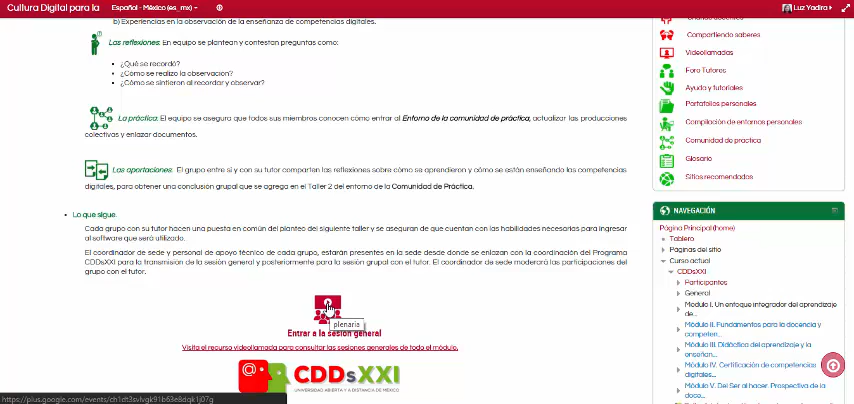 Cultura Digital para la
Español - México (es_mx)
Luz Yadira
b) Experiencias en la observación de la enseñanza de competencias digitales.
Las reflexiones. En equipo se plantean y contestan preguntas como:
¿Qué se recordó?
¿Cómo se realizo la observación?
¿Cómo se sintieron al recordar y observar?
La práctica. El equipo se asegura que todos sus miembros conocen cómo entrar al Entorno de la comunidad de práctica, actualizar las producciones
colectivas y enlazar documentos.
Las aportaciones. El grupo entre sí y con su tutor comparten las reflexiones sobre cómo se aprendieron y cómo se están enseñando las competencias
digitales, para obtener una conclusión grupal que se agrega en el Taller 2 del entorno de la Comunidad de Práctica.
Lo que sigue.
Cada grupo con su tutor hacen una puesta en común del planteo del siguiente taller y se aseguran de que cuentan con las habilidades necesarias para ingresar
al software que será utilizado.
El coordinador de sede y personal de apoyo técnico de cada grupo, estarán presentes en la sede desde donde se enlazan con la coordinación del Programa
CDDsXXI para la transmisión de la sesión general y posteriormente para la sesión grupal con el tutor. El coordinador de sede moderará las participaciones del
grupo con el tutor.
plenaria
Entrar a la sesión general
Visita el recurso videollamada para consultar las sesiones generales de todo el módulo.
CDDsXXI
UNIVERSIDAD ABIERTA Y A DISTANCIA DE MÉXICO
Compartiendo saberes
Videollamadas
Foro Tutores
Ayuda y tutoriales
Portafolios personales
Compilación de entornos personales
Comunidad de práctica
Glosario
Sitios recomendados
NAVEGACIÓN
Página Principal (home)
Tablero
Páginas del sitio
Curso actual
CDDsXXI
Participantes
General
Módulo I. Un enfoque integrador del aprendizaje
de...
Módulo II. Fundamentos para la docencia y
competen...
Módulo III. Didáctica del aprendizaje y la
enseñan...
Módulo IV. Certificación de competencias
digitales...
Módulo V. Del Ser al hacer. Prospectiva de la
doce...